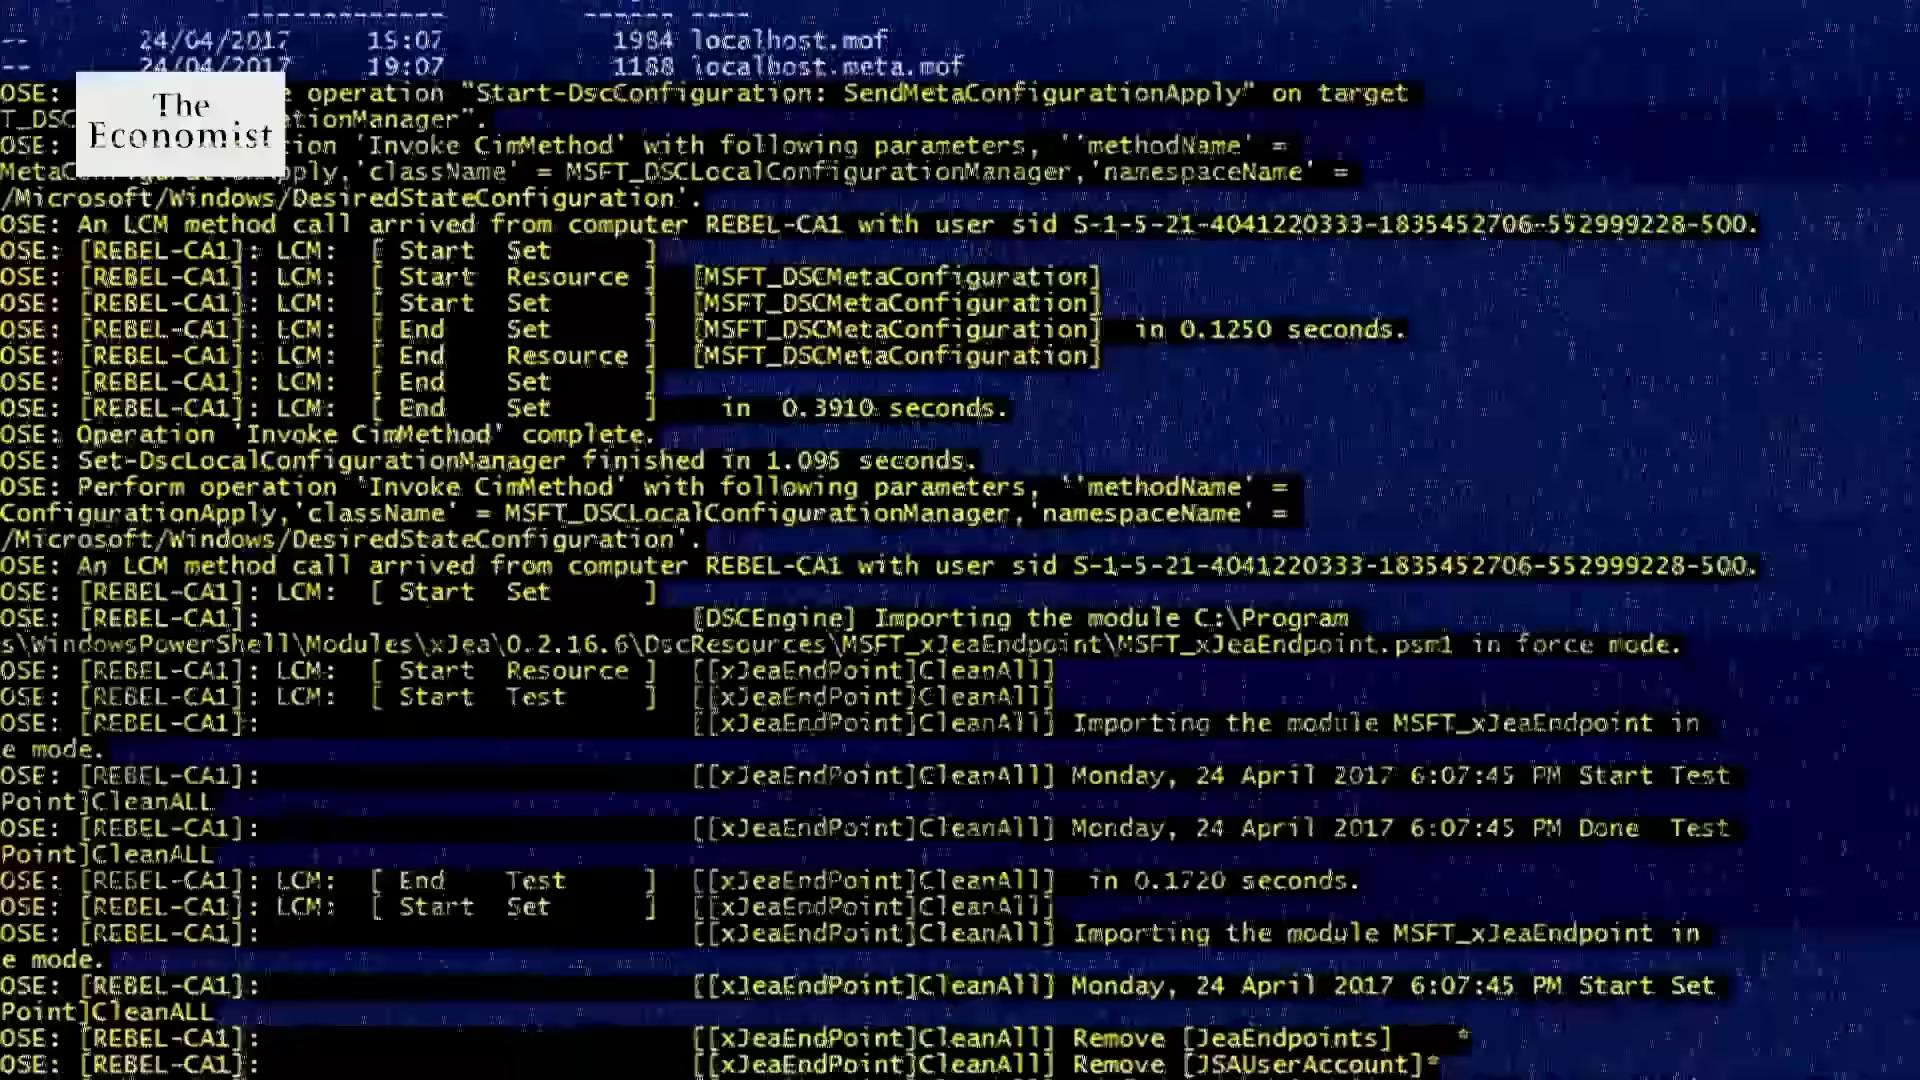 -- 24/04/2017 15:07 1984 localhost.mof
-- 24/04/2017 19:07 1188 localhost.meta.mof
OSE: operation "Start-DscConfiguration: SendMetaConfigurationApply" on target
T_DSC tionManager".
OSE: ion 'Invoke CimMethod' with following parameters, ''methodName' =
MetaConfigurationApply,'className' = MSFT_DSCLocalConfigurationManager,'namespaceName' =
/Microsoft/Windows/DesiredStateConfiguration'.
The
Economist
OSE: An LCM method call arrived from computer REBEL-CA1 with user sid S-1-5-21-4041220333-1835452706-552999228-500.
OSE: [REBEL-CA1]: LCM: [ Start Set ]
OSE: [REBEL-CA1]: LCM: [ Start Resource ] [MSFT_DSCMetaConfiguration]
OSE: [REBEL-CA1]: LCM: [ Start Set ] [MSFT_DSCMetaConfiguration]
OSE: [REBEL-CA1]: LCM: [ End Set ] [MSFT_DSCMetaConfiguration] in 0.1250 seconds.
OSE: [REBEL-CA1]: LCM: [ End Resource ] [MSFT_DSCMetaConfiguration]
OSE: [REBEL-CA1]: LCM: [ End Set ]
OSE: [REBEL-CA1]: LCM: [ End Set ] in 0.3910 seconds.
OSE: Operation 'Invoke CimMethod' complete.
OSE: Set-DscLocalConfigurationManager finished in 1.095 seconds.
OSE: Perform operation 'Invoke CimMethod' with following parameters, ''methodName' =
ConfigurationApply,'className' = MSFT_DSCLocalConfigurationManager,'namespaceName' =
/Microsoft/Windows/DesiredStateConfiguration'.
OSE: An LCM method call arrived from computer REBEL-CA1 with user sid S-1-5-21-4041220333-1835452706-552999228-500.
OSE: [REBEL-CA1]: LCM: [ Start Set ]
OSE: [REBEL-CA1]: [DSCEngine] Importing the module C:\Program
s\WindowsPowerShell\Modules\xJea\0.2.16.6\DscResources\MSFT_xJeaEndpoint\MSFT_xJeaEndpoint.psm1 in force mode.
OSE: [REBEL-CA1]: LCM: [ Start Resource ] [[xJeaEndPoint]CleanAll]
OSE: [REBEL-CA1]: LCM: [ Start Test ] [[xJeaEndPoint]CleanAll]
OSE: [REBEL-CA1]: [[xJeaEndPoint]CleanAll] Importing the module MSFT_xJeaEndpoint in
e mode.
OSE: [REBEL-CA1]: [[xJeaEndPoint]CleanAll] Monday, 24 April 2017 6:07:45 PM Start Test
Point]CleanALL
OSE: [REBEL-CA1]: [[xJeaEndPoint]CleanAll] Monday, 24 April 2017 6:07:45 PM Done Test
Point]CleanALL
OSE: [REBEL-CA1]: LCM: [ End Test ] [[xJeaEndPoint]CleanAll] in 0.1720 seconds.
OSE: [REBEL-CA1]: LCM: [ Start Set ] [[xJeaEndPoint]CleanAll]
OSE: [REBEL-CA1]: [[xJeaEndPoint]CleanAll] Importing the module MSFT_xJeaEndpoint in
e mode.
OSE: [REBEL-CA1]: [[xJeaEndPoint]CleanAll] Monday, 24 April 2017 6:07:45 PM Start Set
Point]CleanALL
OSE: [REBEL-CA1]: [[xJeaEndPoint]CleanAll] Remove [JeaEndpoints] *
OSE: [REBEL-CA1]: [[xJeaEndPoint]CleanAll] Remove [JSAUserAccount]*